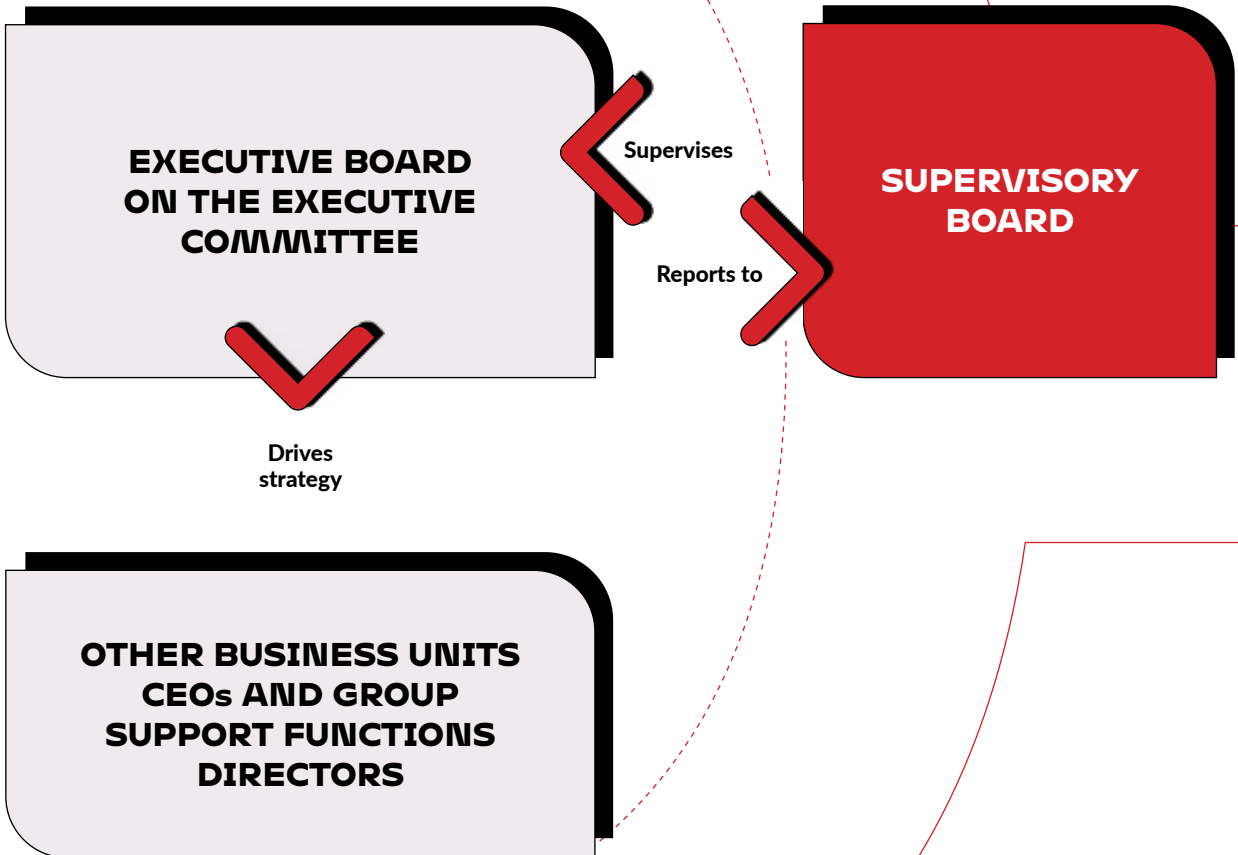 EXECUTIVE BOARD
ON THE EXECUTIVE
COMMITTEE
Supervises
Reports to
SUPERVISORY
BOARD
Drives
strategy
OTHER BUSINESS UNITS
CEOs AND GROUP
SUPPORT FUNCTIONS
DIRECTORS